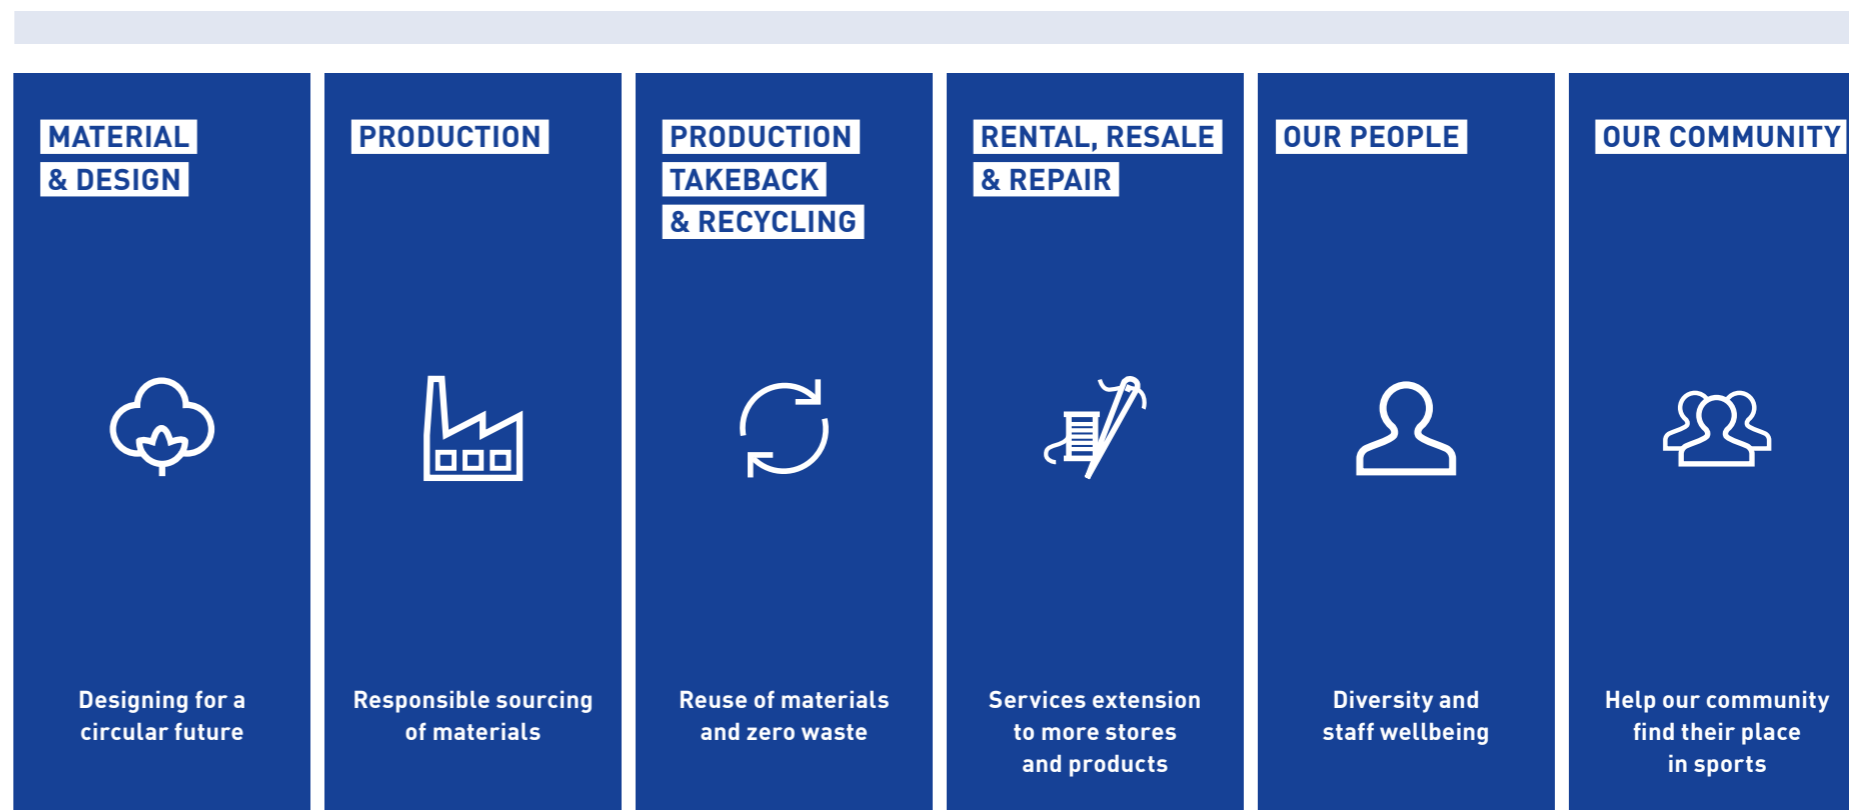 MATERIAL
& DESIGN
Designing for a
circular future
PRODUCTION
Responsible sourcing
of materials
PRODUCTION
TAKEBACK
& RECYCLING
Reuse of materials
and zero waste
RENTAL, RESALE
& REPAIR
Services extension
to more stores
and products
OUR PEOPLE
Diversity and
staff wellbeing
OUR COMMUNITY
Help our community
find their place
in sports